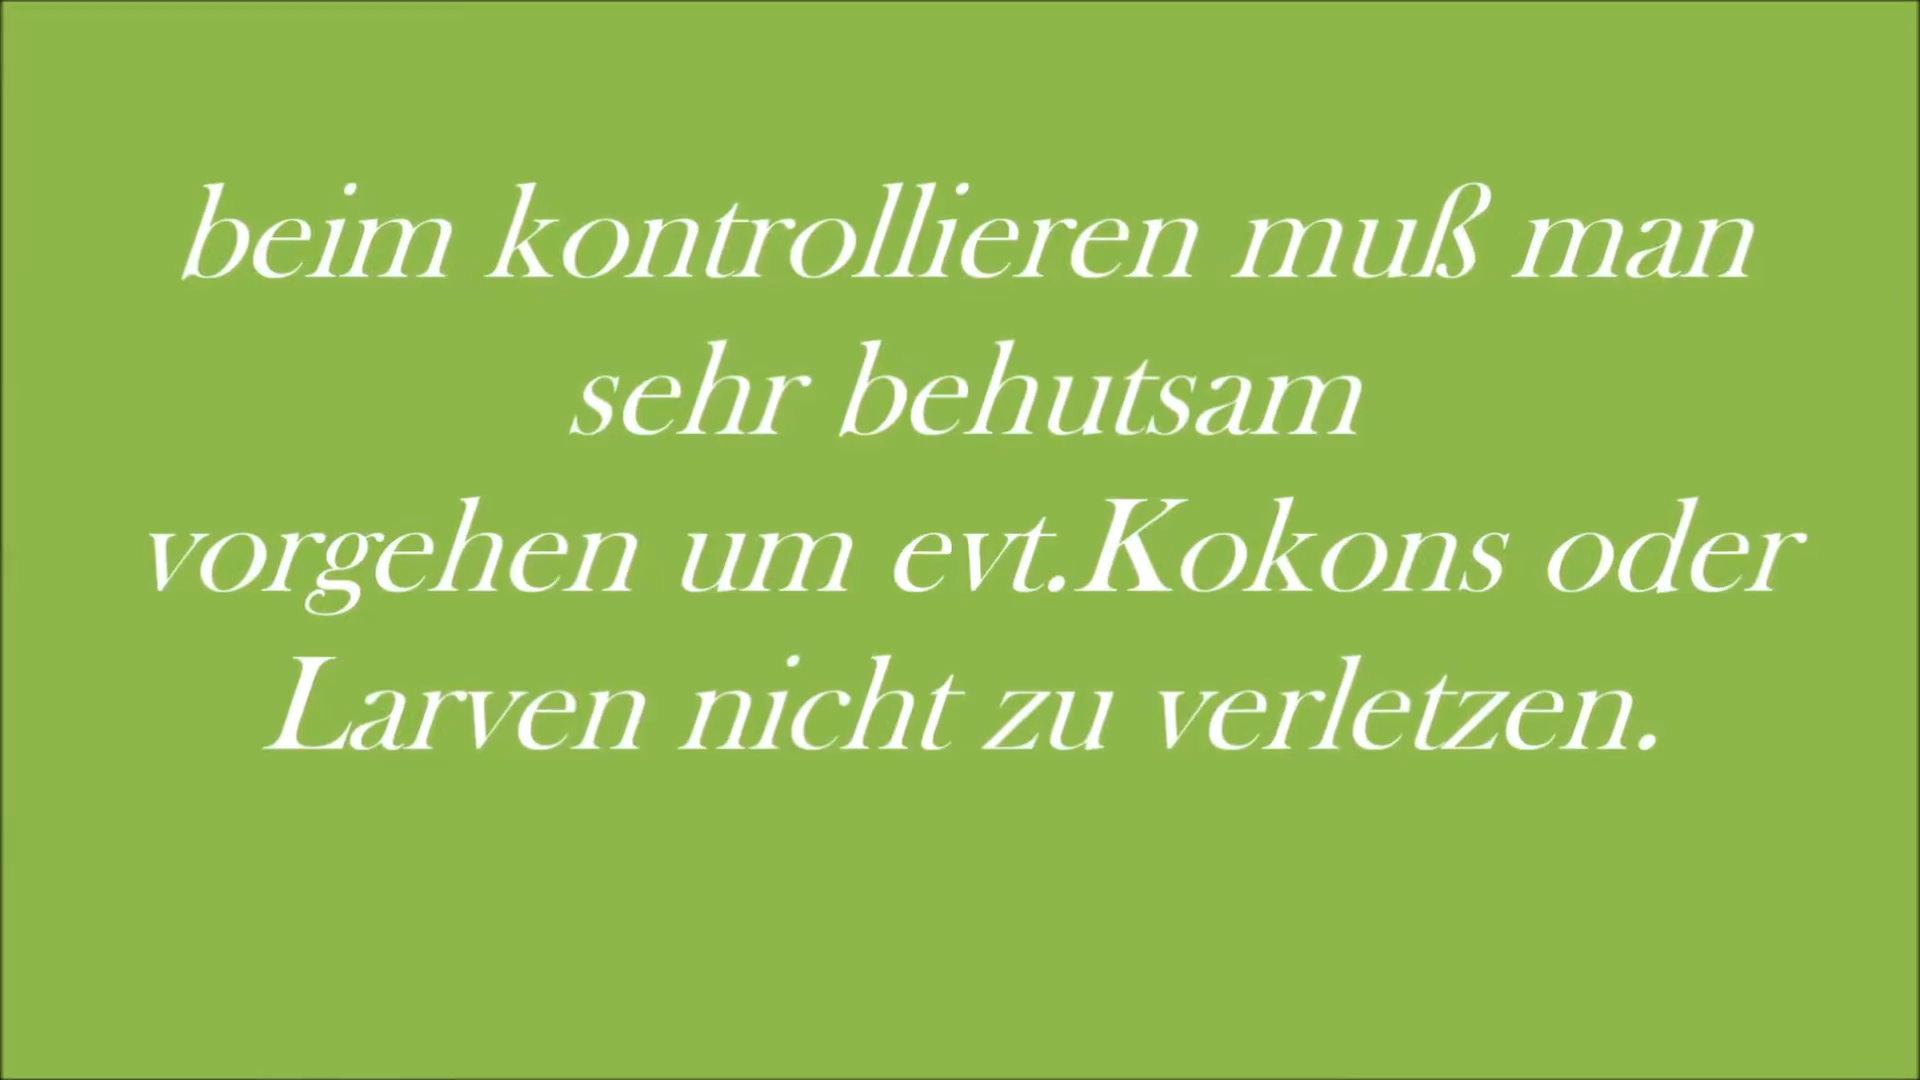 beim kontrollieren muß man
sehr behutsam
vorgehen um evt.Kokons oder
Larven nicht zu verletzen.